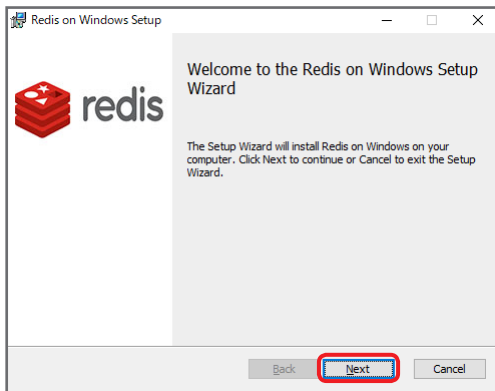 Redis on Windows Setup
Welcome to the Redis on Windows Setup
Wizard
redis
The Setup Wizard will install Redis on Windows on your
computer. Click Next to continue or Cancel to exit the Setup
Wizard.
Back Next Cancel